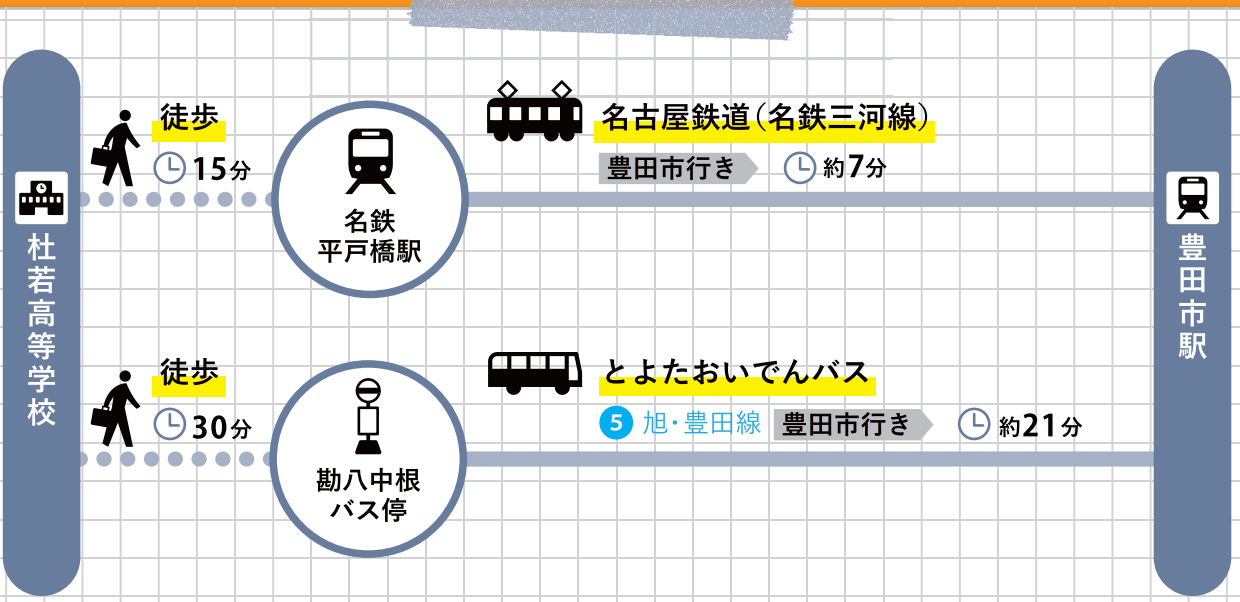 杜若高等学校
徒歩
15分
名鉄
平戸橋駅
名古屋鉄道（名鉄三河線）
豊田市行き 約7分
徒歩
30分
勘八中根
バス停
とよたおいでんバス
5 旭・豊田線 豊田市行き 約21分
豊田市駅